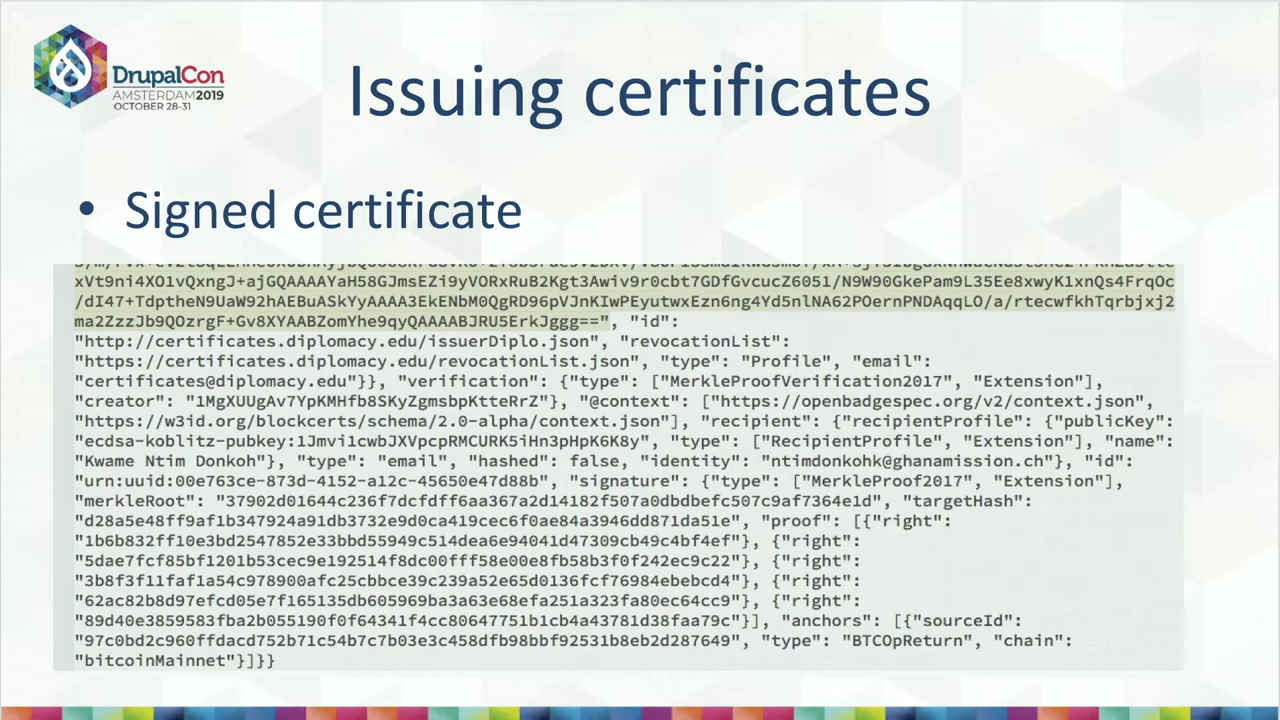 DrupalCon
AMSTERDAM2019
OCTOBER 28-31
Issuing certificates
• Signed certificate
xVt9ni4XO1vQxngJ+ajGQAAAAYaH58GJmsEZi9yVORxRuB2Kgt3Awiv9r0cbt7GDfGvcucZ6051/N9W90GkePam9L35Ee8xwyK1xnQs4FrqOc
/dI47+TdptheN9UaW92hAEBuASkYyAAAA3EkENbM0QgRD96pVJnKIwPEyutwxEzn6ng4Yd5nlNA62POernPNDAqqLO/a/rtecwfkhTqrbjxj2
ma2ZzzJb9QOzrgF+Gv8XYAABZomYhe9qyQAAAABJRU5ErkJggg==", "id":
"http://certificates.diplomacy.edu/issuerDiplo.json", "revocationList":
"https://certificates.diplomacy.edu/revocationList.json", "type": "Profile", "email":
"certificates@diplomacy.edu"}}, "verification": {"type": ["MerkleProofVerification2017", "Extension"],
"creator": "1MgXUUgAv7YpKMHfb8SKyZgmsbpKtteRrZ"}, "@context": ["https://openbadgespec.org/v2/context.json",
"https://w3id.org/blockcerts/schema/2.0-alpha/context.json"], "recipient": {"recipientProfile": {"publicKey":
"ecdsa-koblitz-pubkey:1Jmvi1cwbJXVpcpRMCURK5iHn3pHpK6K8y", "type": ["RecipientProfile", "Extension"], "name":
"Kwame Ntim Donkoh"}, "type": "email", "hashed": false, "identity": "ntimdonkohk@ghanamission.ch"}, "id":
"urn:uuid:00e763ce-873d-4152-a12c-45650e47d88b", "signature": {"type": ["MerkleProof2017", "Extension"],
"merkleRoot": "37902d01644c236f7dcfdff6aa367a2d14182f507a0dbdbefc507c9af7364e1d", "targetHash":
"d28a5e48ff9af1b347924a91db3732e9d0ca419cec6f0ae84a3946dd871da51e", "proof": [{"right":
"1b6b832ff10e3bd2547852e33bbd55949c514dea6e94041d47309cb49c4bf4ef"}, {"right":
"5dae7fcf85bf1201b53cec9e192514f8dc00fff58e00e8fb58b3f0f242ec9c22"}, {"right":
"3b8f3f11faf1a54c978900afc25cbbce39c239a52e65d0136fcf76984ebebcd4"}, {"right":
"62ac82b8d97efcd05e7f165135db605969ba3a63e68efa251a323fa80ec64cc9"}, {"right":
"89d40e3859583fba2b055190f0f64341f4cc80647751b1cb4a43781d38faa79c"}], "anchors": [{"sourceId":
"97c0bd2c960ffdacd752b71c54b7c7b03e3c458dfb98bbf92531b8eb2d287649", "type": "BTCOpReturn", "chain":
"bitcoinMainnet"}]}}